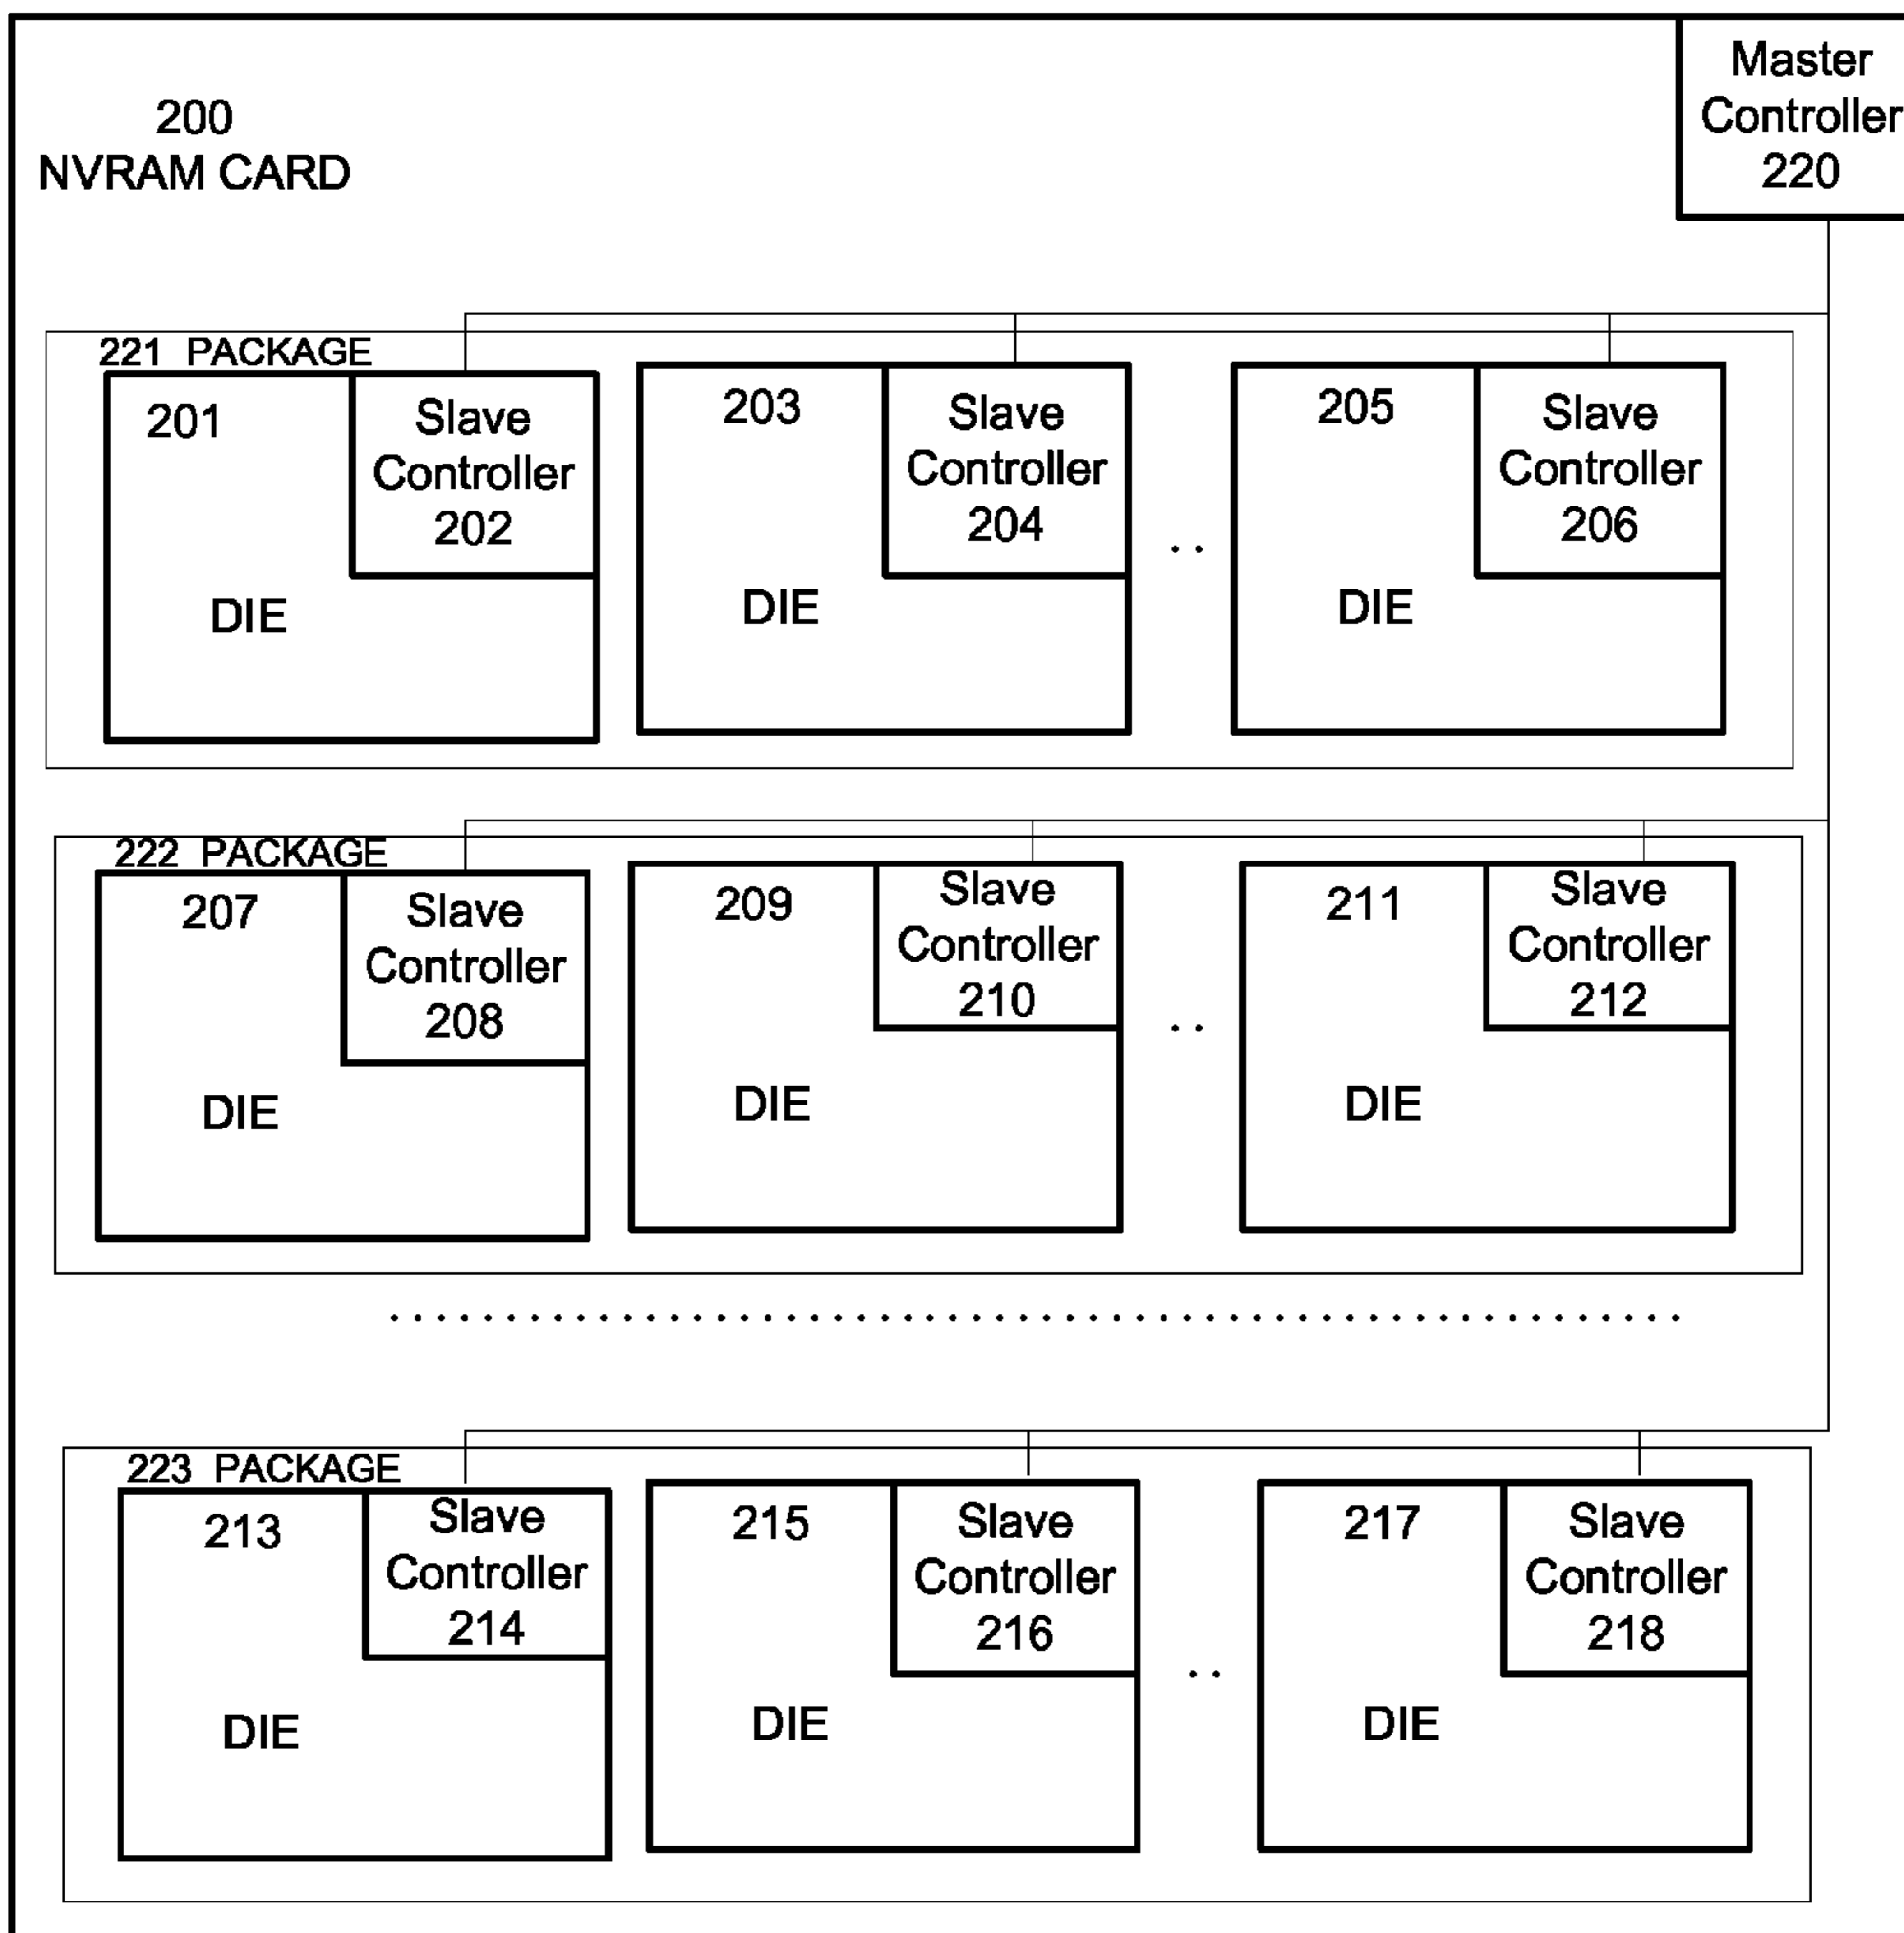 200
NVRAM CARD
Master
Controller
220
221 PACKAGE
201
Slave
Controller
202
DIE
203
Slave
Controller
204
DIE
. .
205
Slave
Controller
206
DIE
222 PACKAGE
207
Slave
Controller
208
DIE
209
Slave
Controller
210
DIE
. .
211
Slave
Controller
212
DIE
223 PACKAGE
213
Slave
Controller
214
DIE
215
Slave
Controller
216
DIE
. .
217
Slave
Controller
218
DIE